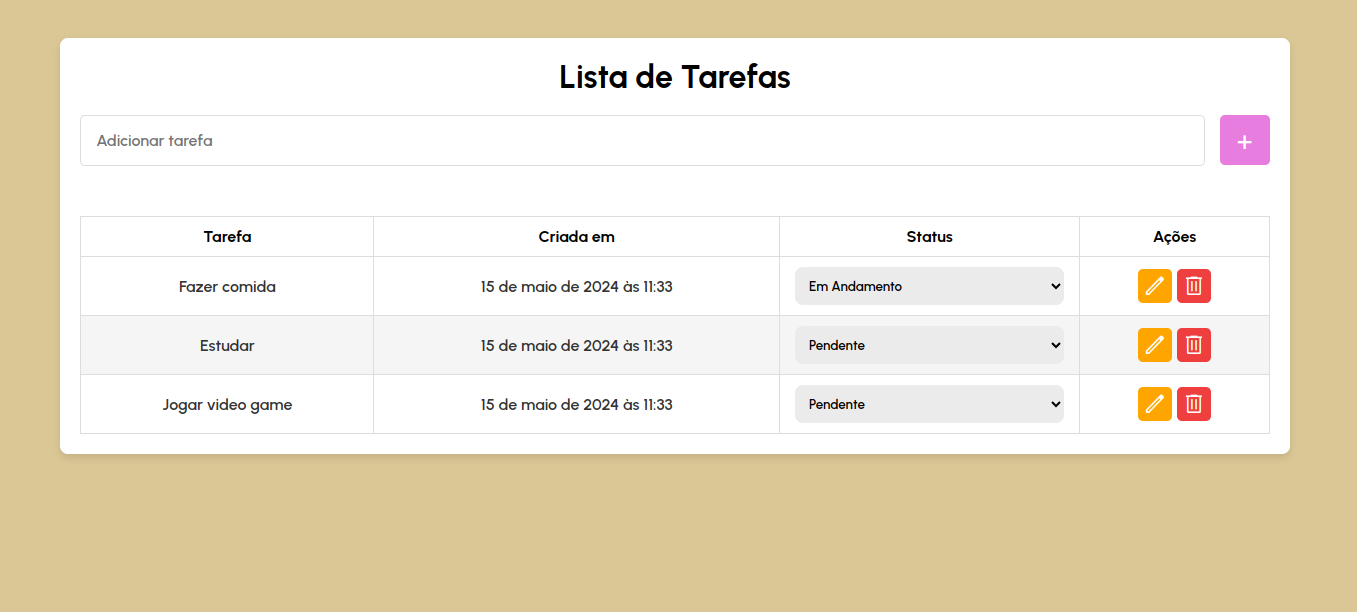 Lista de Tarefas
Adicionar tarefa
+
Tarefa Criada em Status Ações
Fazer comida 15 de maio de 2024 às 11:33 Em Andamento
Estudar 15 de maio de 2024 às 11:33 Pendente
Jogar video game 15 de maio de 2024 às 11:33 Pendente